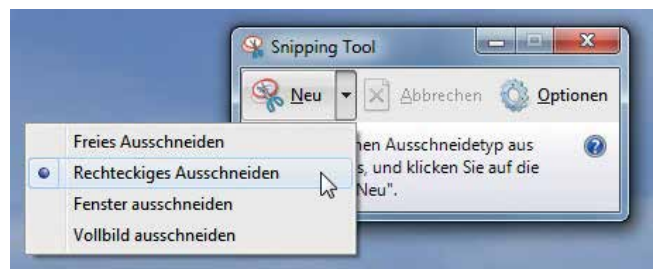 Snipping Tool
Neu Abbrechen Optionen
Freies Ausschneiden
Rechteckiges Ausschneiden
Fenster ausschneiden
Vollbild ausschneiden
Ausschneidetyp aus
und klicken Sie auf die
Neu".